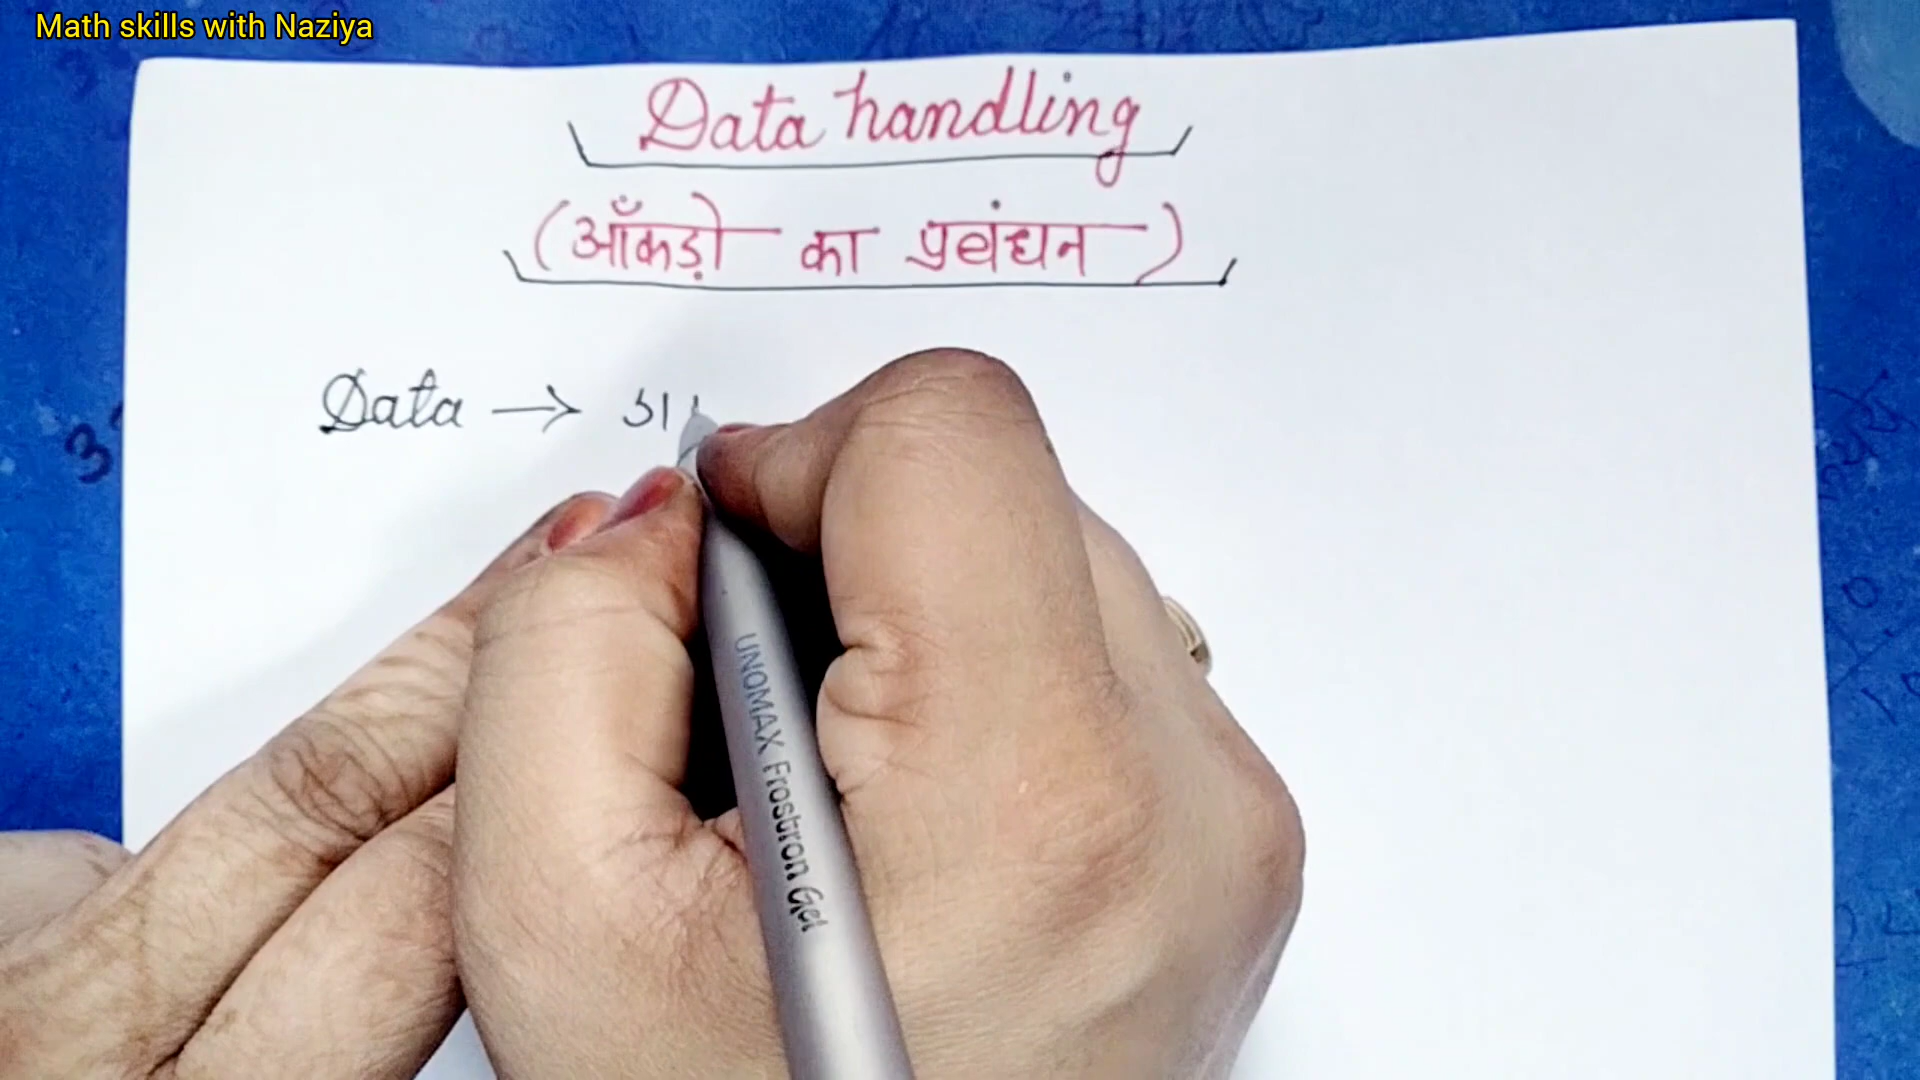 Math skills with Naziya
Data handling
(आँकड़ो का प्रबंधन)
Data →
UNOMAX Frostron Gel